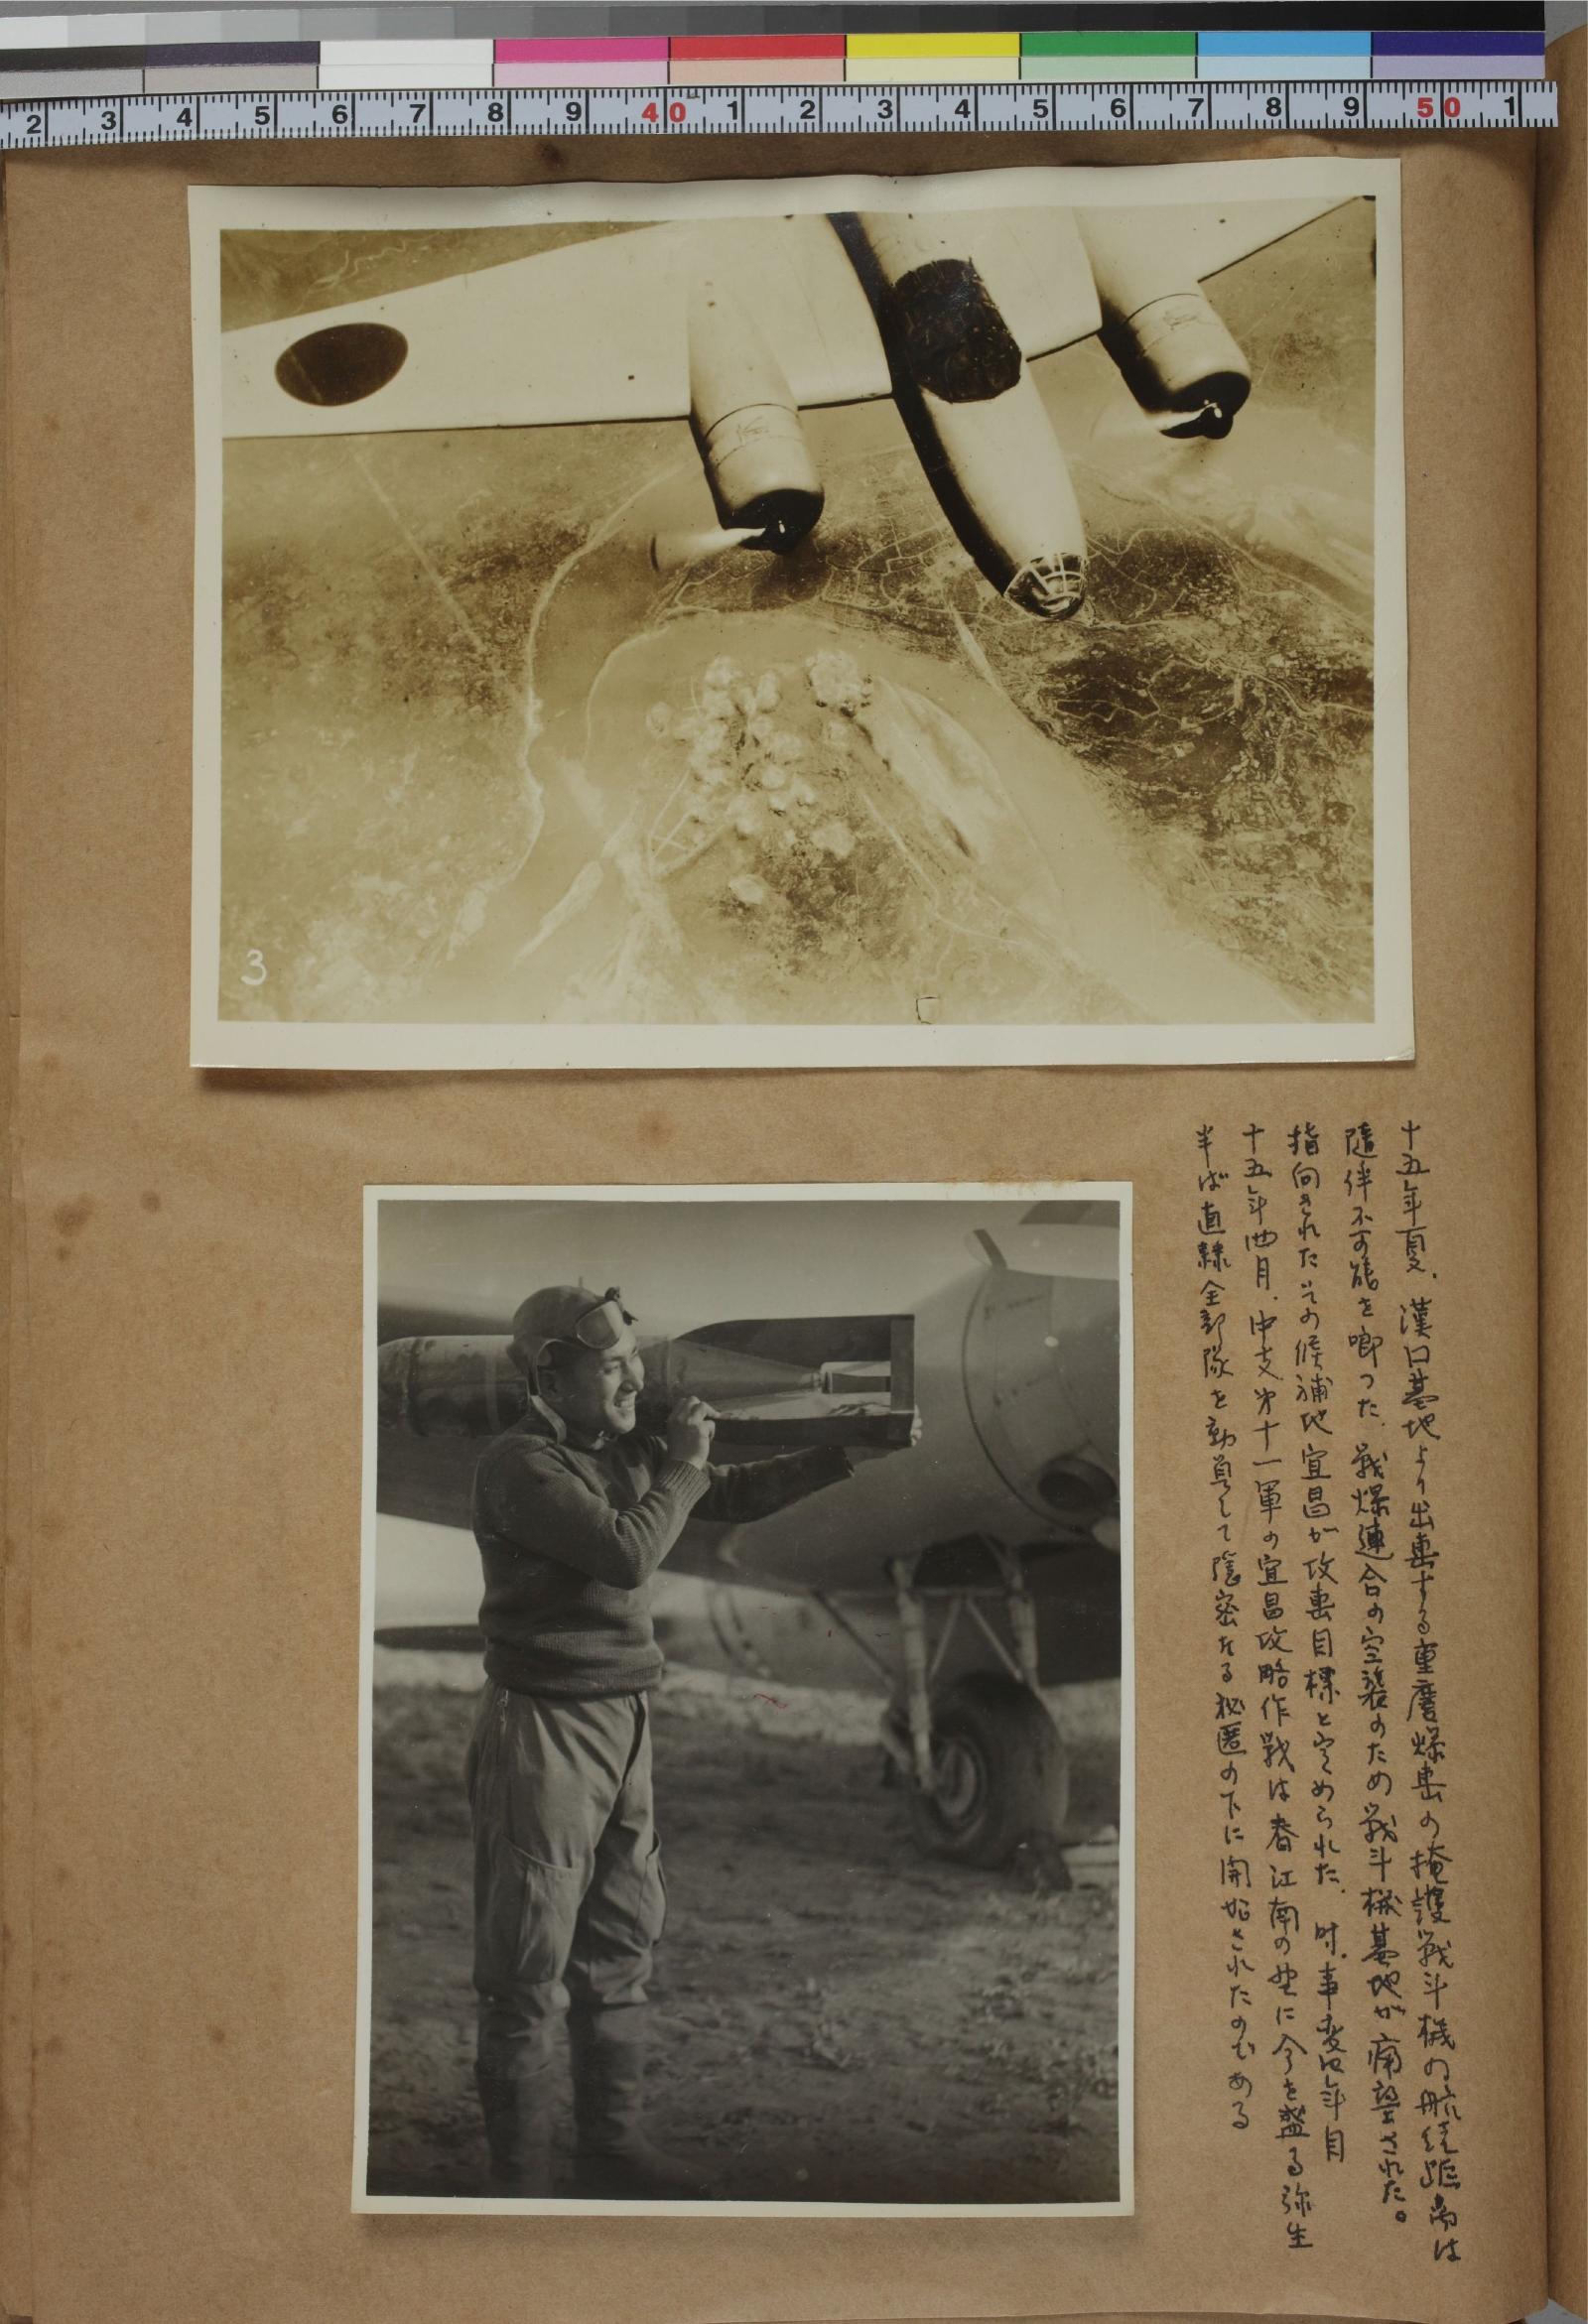 2 3 4 5 6 7 8 9 40 1 2 3 4 5 6 7 8 9 50 1
3
十五年夏、漢口基地より出撃する重慶爆撃の掩護戦斗機の航続距离は
随伴不可能を喞つた、戦爆連合の空襲のため戦斗機基地が痛望された。
指向されたその候補地宜昌が攻撃目標と定められた、時、事変四年目
十五年四月、中支才十一軍の宜昌攻略作戦は春江南の野に今を盛る弥生
半ば直隷全部隊を動員して隠密なる秘匿の下に開始されたのである